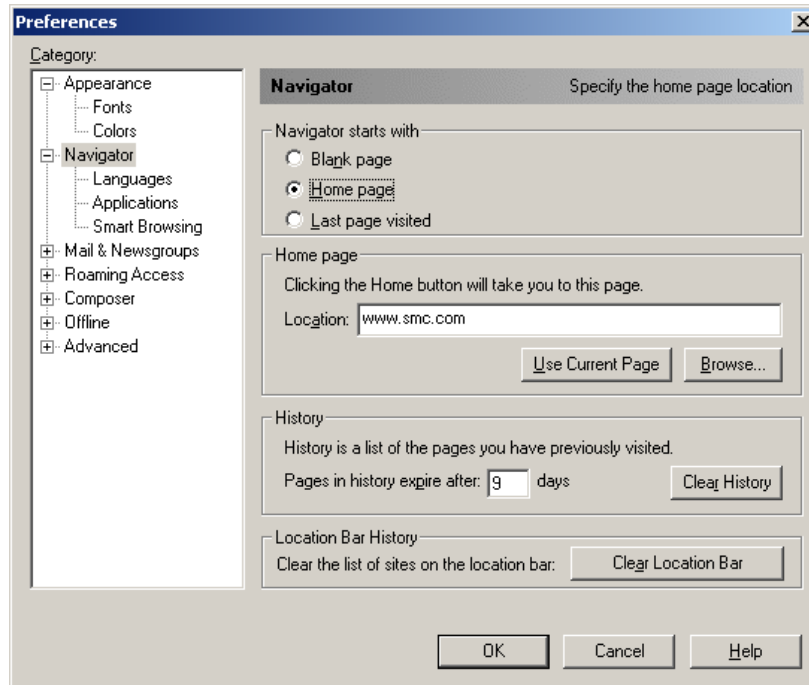 Preferences
Category:
Appearance
Fonts
Colors
Navigator
Languages
Applications
Smart Browsing
Mail & Newsgroups
Roaming Access
Composer
Offline
Advanced
Navigator Specify the home page location
Navigator starts with
Blank page
Home page
Last page visited
Home page
Clicking the Home button will take you to this page.
Location: www.smc.com
Use Current Page Browse...
History
History is a list of the pages you have previously visited.
Pages in history expire after: 9 days Clear History
Location Bar History
Clear the list of sites on the location bar: Clear Location Bar
OK Cancel Help